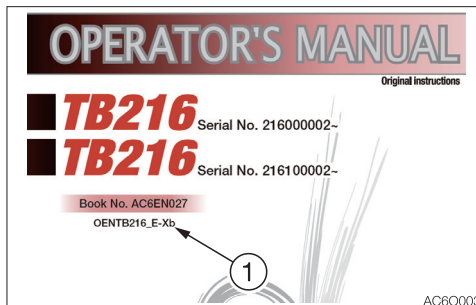 OPERATOR'S MANUAL
Original instructions
TB216 Serial No. 216000002~
TB216 Serial No. 216100002~
Book No. AC6EN027
OENTB216_E-Xb
1